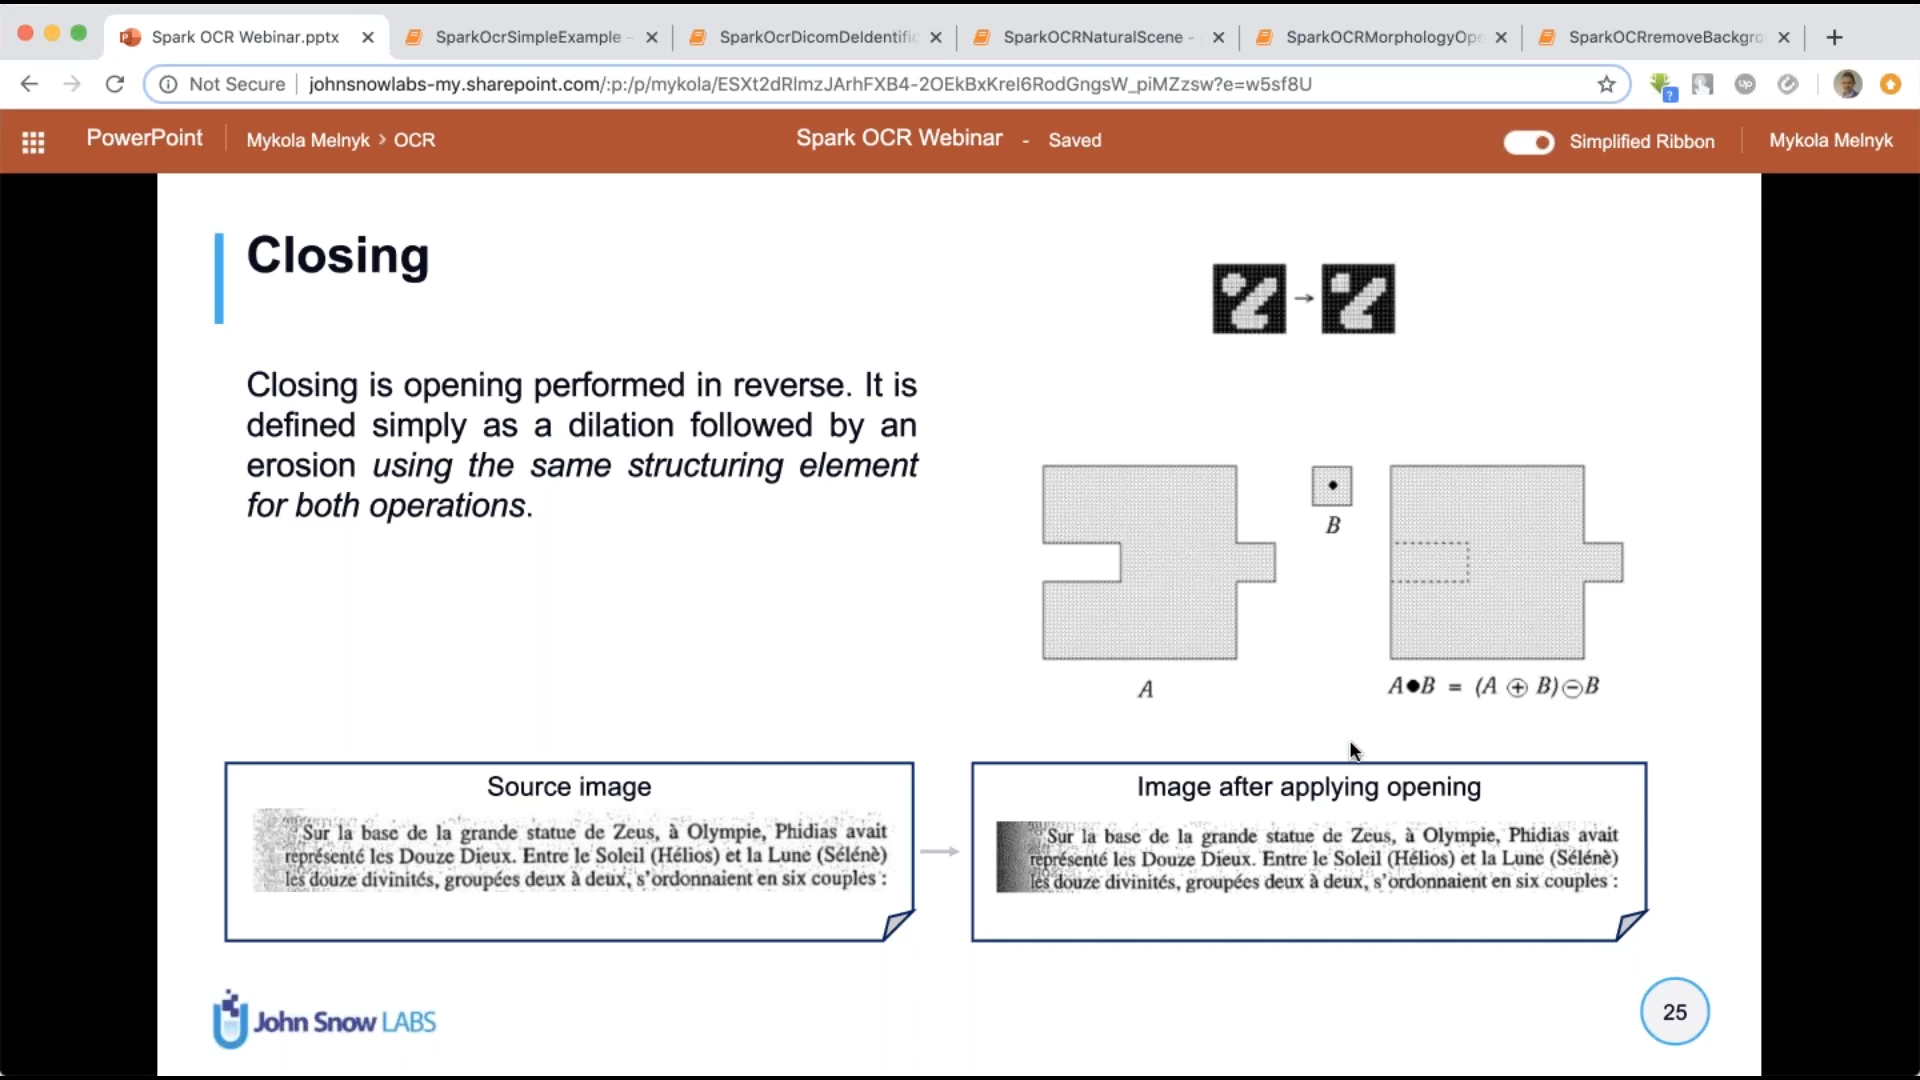 Spark OCR Webinar.pptx
SparkOcrSimpleExample -
SparkOcrDicomDeIdentific
SparkOCRNaturalScene -
SparkOCRMorphologyOpe
SparkOCRremoveBackgro
Not Secure
johnsnowlabs-my.sharepoint.com/:p:/p/mykola/ESXt2dRlmzJArhFXB4-2OEkBxKrel6RodGngsW_piMZzsw?e=w5sf8U
?
Up
PowerPoint
Mykola Melnyk > OCR
Spark OCR Webinar - Saved
Simplified Ribbon
Mykola Melnyk
Closing
Closing is opening performed in reverse. It is
defined simply as a dilation followed by an
erosion using the same structuring element
for both operations.
B
A
A●B = (A ⊕ B)⊖B
Source image
Sur la base de la grande statue de Zeus, à Olympie, Phidias avait
représenté les Douze Dieux. Entre le Soleil (Hélios) et la Lune (Séléné)
les douze divinités, groupées deux à deux, s'ordonnaient en six couples :
Image after applying opening
Sur la base de la grande statue de Zeus, à Olympie, Phidias avait
représenté les Douze Dieux. Entre le Soleil (Hélios) et la Lune (Séléné)
les douze divinités, groupées deux à deux, s'ordonnaient en six couples :
John Snow LABS
25